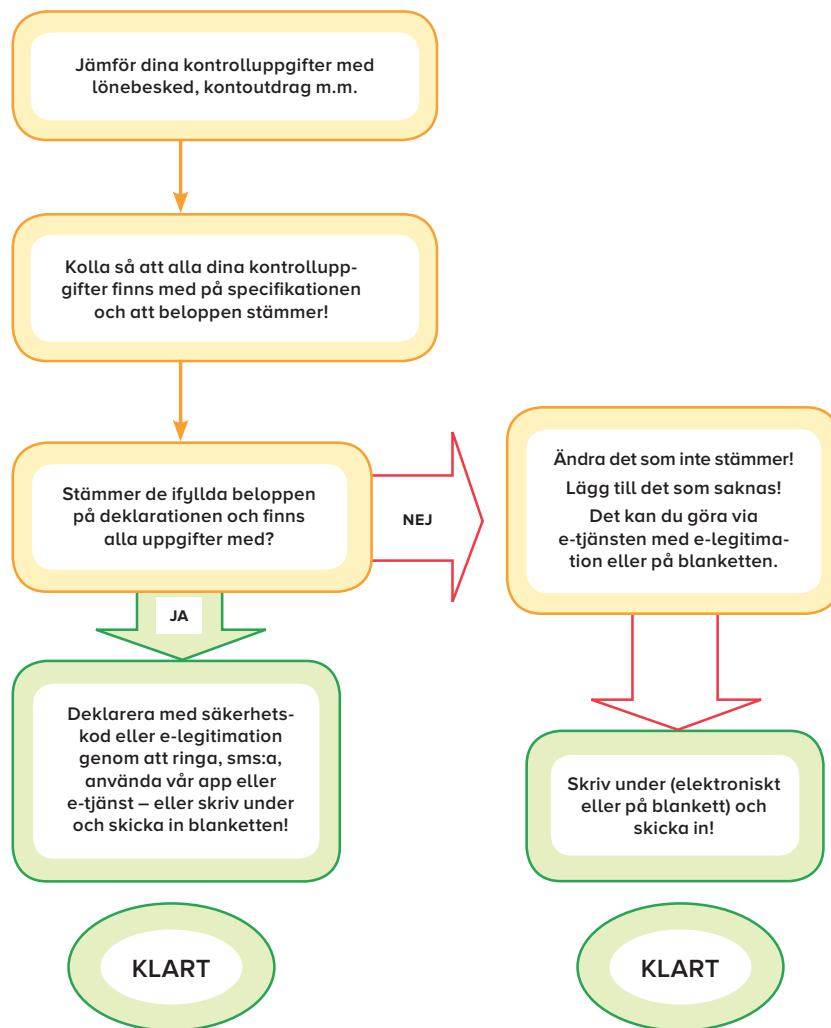 Jämför dina kontrolluppgifter med
lönebesked, kontoutdrag m.m.
Kolla så att alla dina kontrollupp-
gifter finns med på specifikationen
och att beloppen stämmer!
Stämmer de ifyllda beloppen
på deklarationen och finns
alla uppgifter med?
NEJ
Ändra det som inte stämmer!
Lägg till det som saknas!
Det kan du göra via
e-tjänsten med e-legitima-
tion eller på blanketten.
JA
Deklarera med säkerhets-
kod eller e-legitimation
genom att ringa, sms:a,
använda vår app eller
e-tjänst – eller skriv under
och skicka in blanketten!
Skriv under (elektroniskt
eller på blankett) och
skicka in!
KLART
KLART